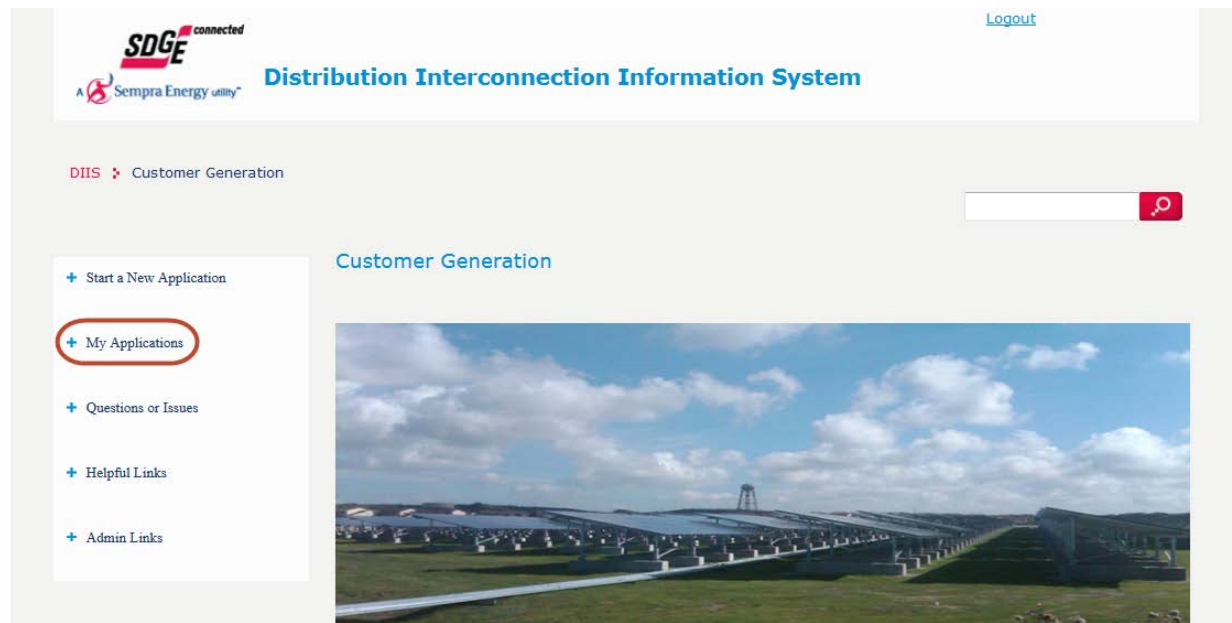 connected
SDGE
A Sempra Energy utility™
Logout
Distribution Interconnection Information System
DIIS Customer Generation
Start a New Application
My Applications
Questions or Issues
Helpful Links
Admin Links
Customer Generation